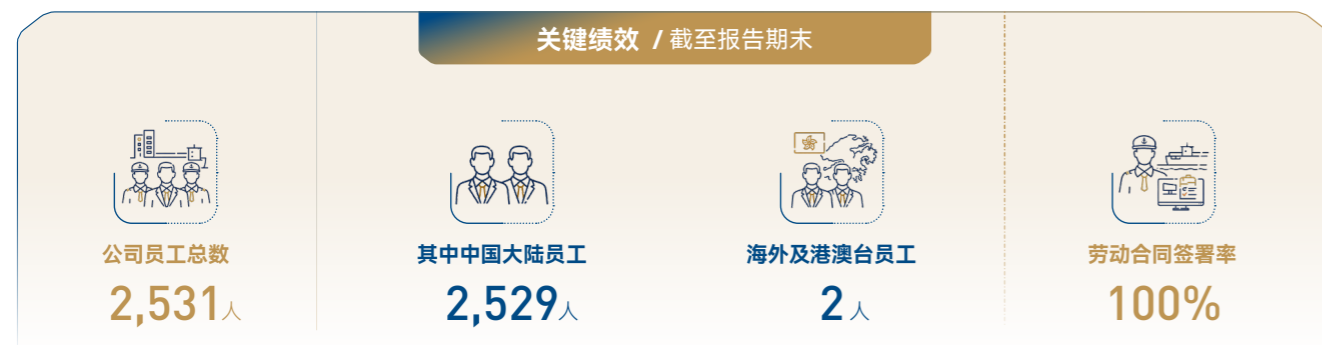 关键绩效 / 截至报告期末
公司员工总数
2,531人
其中中国大陆员工
2,529人
海外及港澳台员工
2人
劳动合同签署率
100%